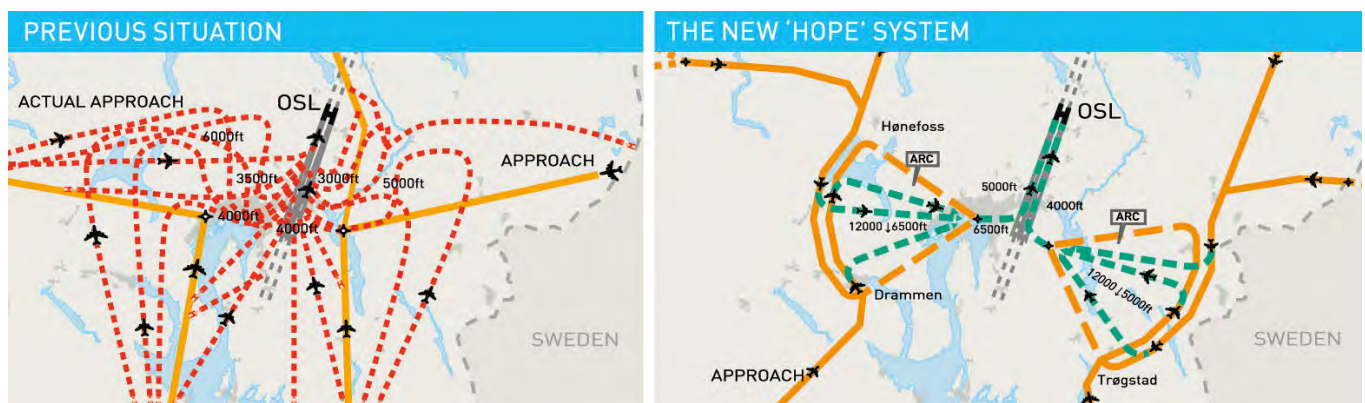 PREVIOUS SITUATION
ACTUAL APPROACH
OSL
6000ft
3500ft
3000ft
5000ft
APPROACH
4000ft
4000ft
SWEDEN
THE NEW ‘HOPE’ SYSTEM
OSL
Hønefoss
ARC
5000ft
4000ft
ARC
12000↓6500ft
6500ft
12000↓5000ft
Drammen
SWEDEN
APPROACH
Trøgstad